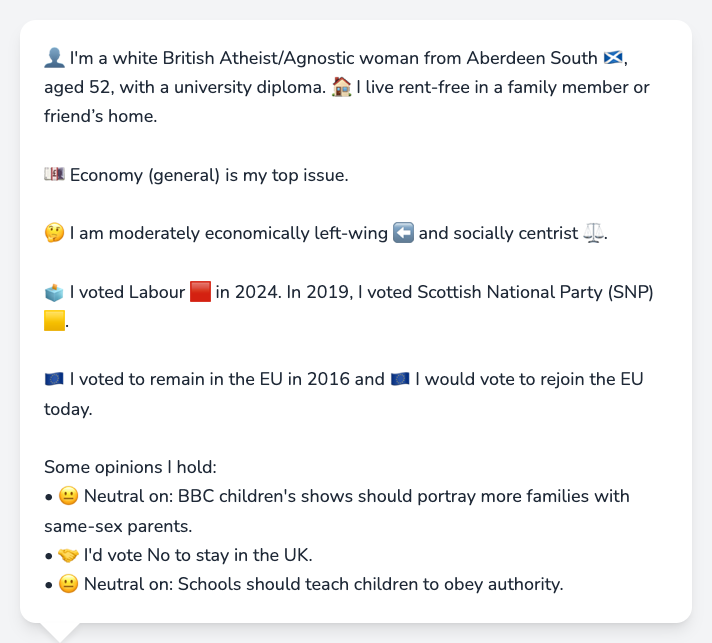 👤 I'm a white British Atheist/Agnostic woman from Aberdeen South 🏴󠁧󠁢󠁳󠁣󠁴󠁿,
aged 52, with a university diploma. 🏠 I live rent-free in a family member or
friend’s home.
💷 Economy (general) is my top issue.
🤔 I am moderately economically left-wing ⬅️ and socially centrist ⚖️.
🗳️ I voted Labour 🟥 in 2024. In 2019, I voted Scottish National Party (SNP)
🟨.
🇪🇺 I voted to remain in the EU in 2016 and 🇪🇺 I would vote to rejoin the EU
today.
Some opinions I hold:
• 😐 Neutral on: BBC children's shows should portray more families with
same-sex parents.
• 🤝 I'd vote No to stay in the UK.
• 😐 Neutral on: Schools should teach children to obey authority.